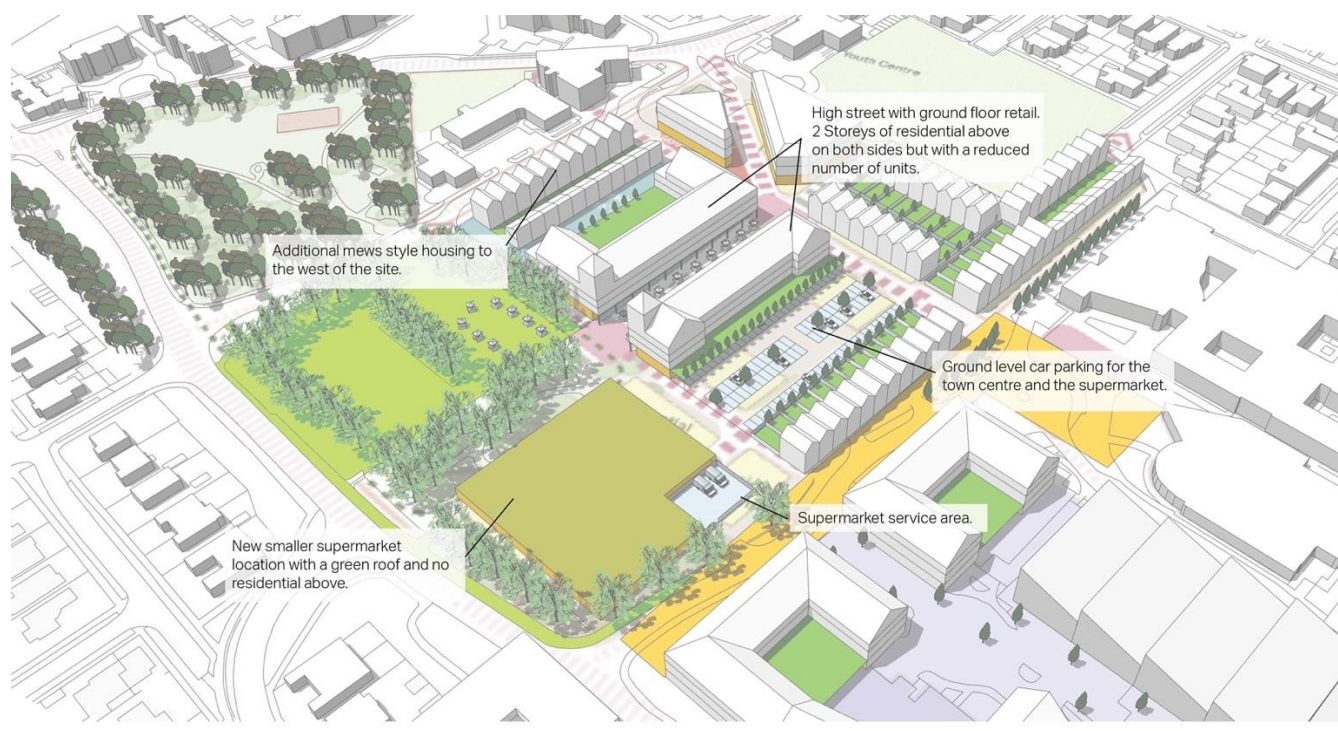 Youth Centre
High street with ground floor retail.
2 Storeys of residential above
on both sides but with a reduced
number of units.
Additional mews style housing to
the west of the site.
Ground level car parking for the
town centre and the supermarket.
Supermarket service area.
New smaller supermarket
location with a green roof and no
residential above.